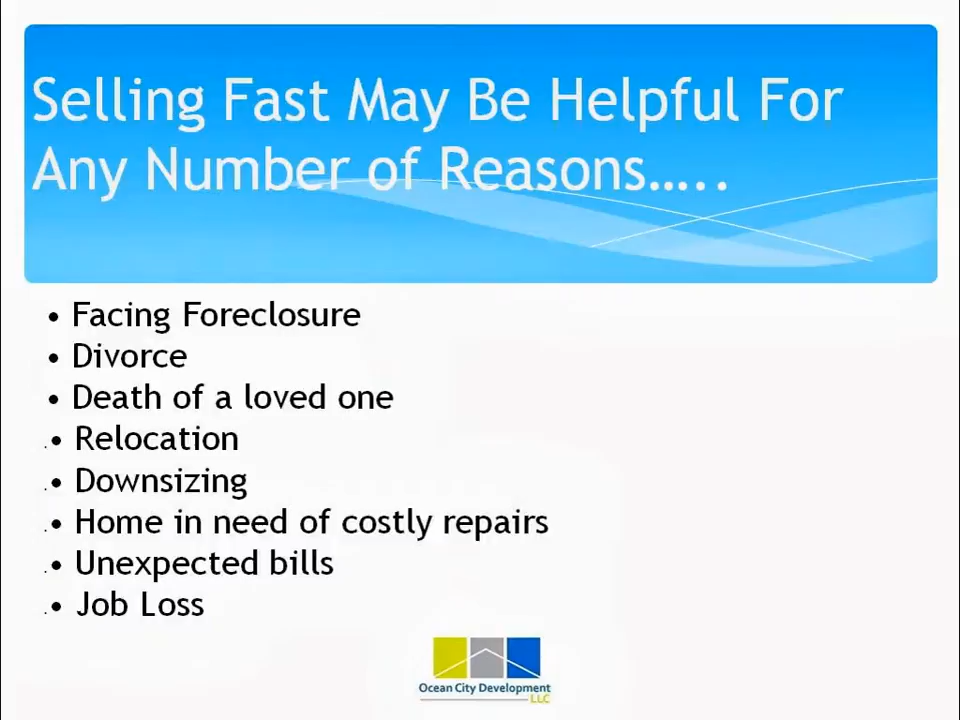 Selling Fast May Be Helpful For
Any Number of Reasons.....
• Facing Foreclosure
• Divorce
• Death of a loved one
• Relocation
• Downsizing
• Home in need of costly repairs
• Unexpected bills
• Job Loss
Ocean City Development
LLC